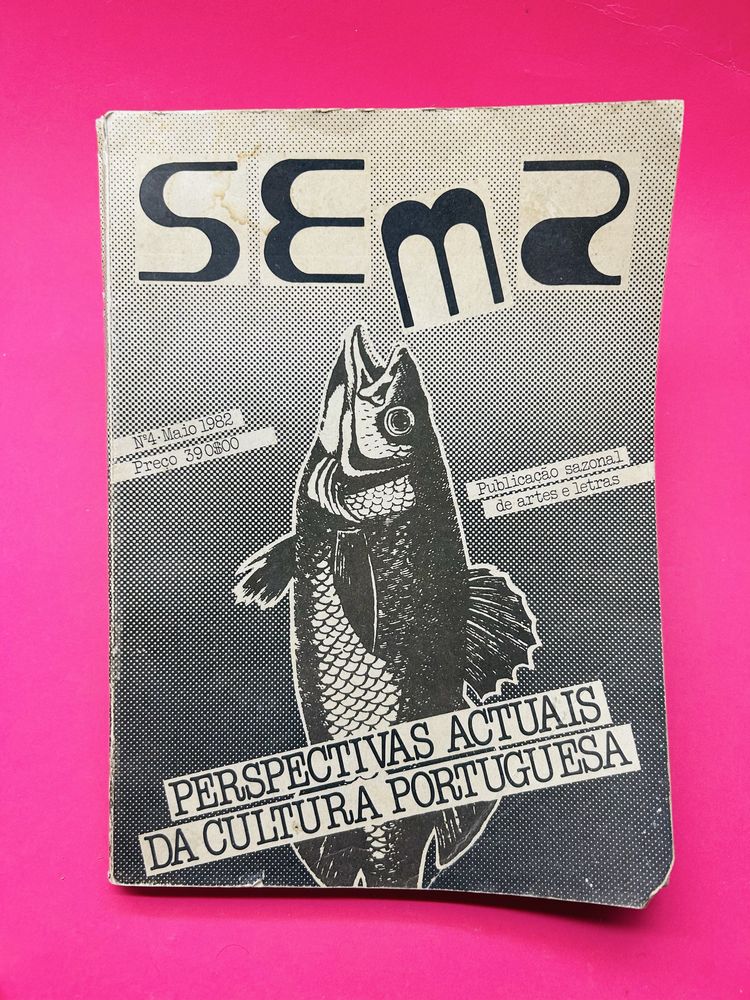 SEma
Nº4·Maio 1982
Preço 390$00
Publicação sazonal
de artes e letras
PERSPECTIVAS ACTUAIS
DA CULTURA PORTUGUESA